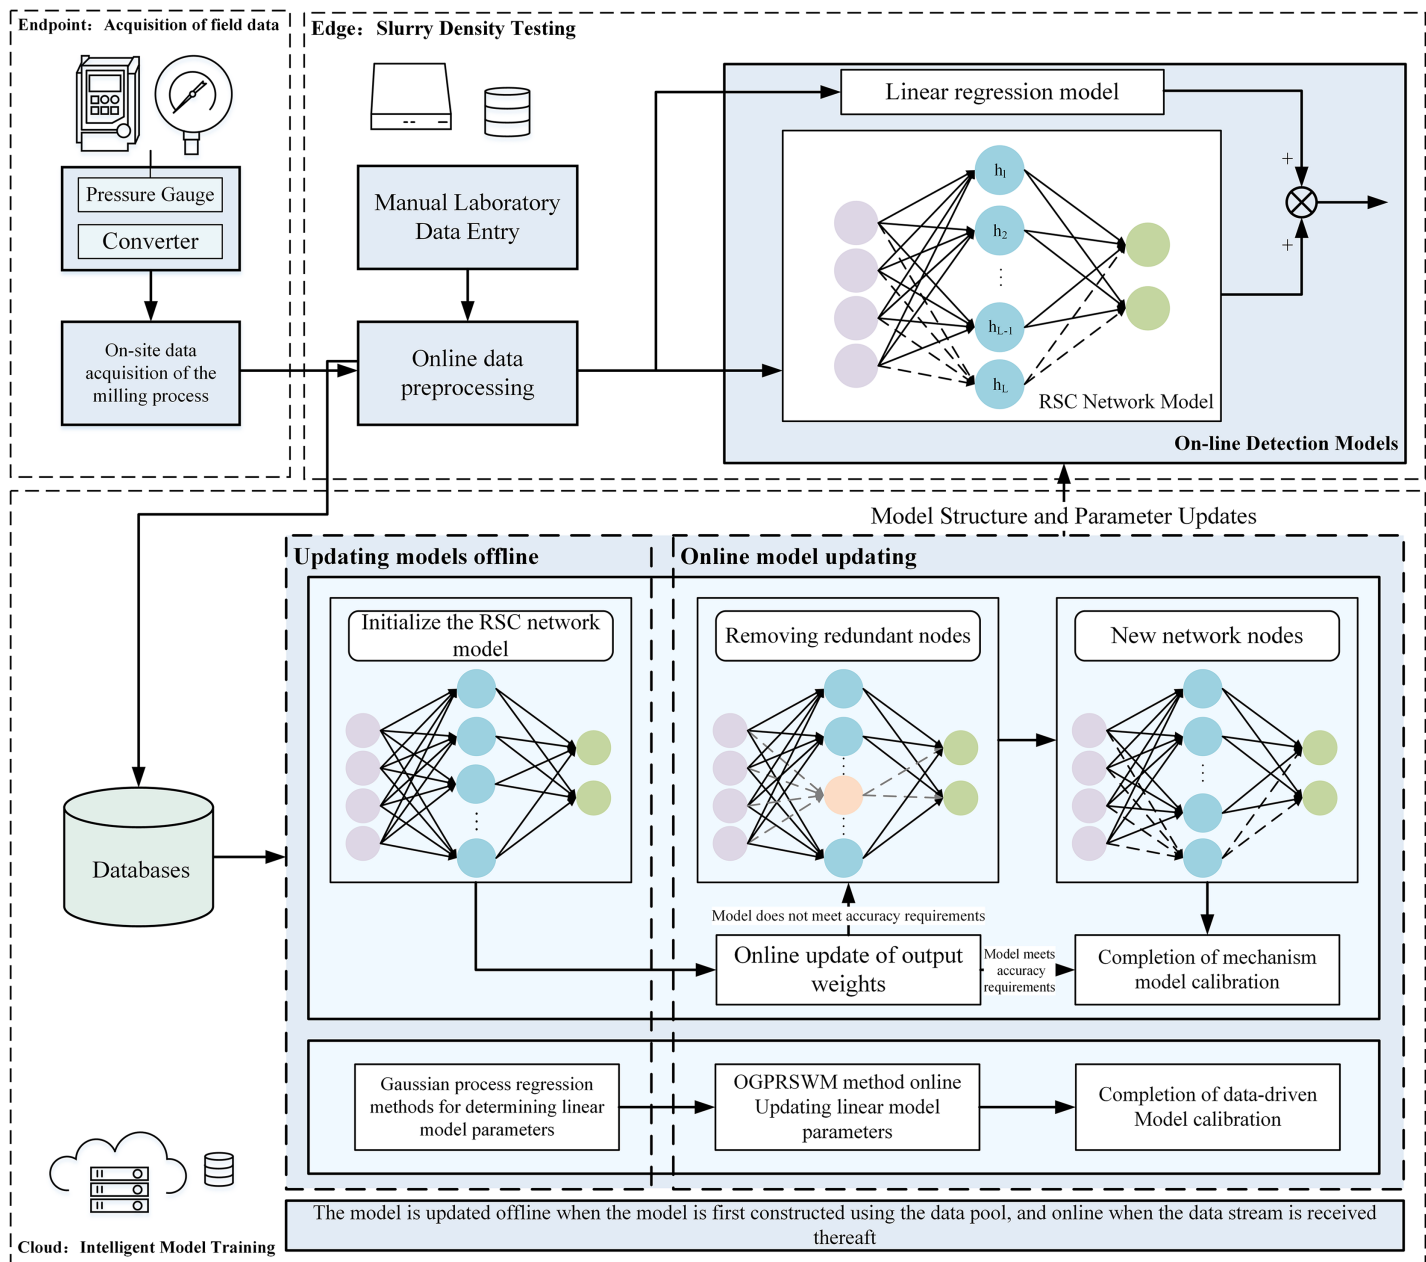 Endpoint: Acquisition of field data
Pressure Gauge
Converter
On-site data
acquisition of the
milling process
Edge: Slurry Density Testing
Manual Laboratory
Data Entry
Online data
preprocessing
Linear regression model
+
+
h1
h2
hL-1
hL
RSC Network Model
On-line Detection Models
Model Structure and Parameter Updates
Updating models offline
Online model updating
Initialize the RSC network
model
Removing redundant nodes
New network nodes
Databases
Model does not meet accuracy requirements
Online update of output
weights
Model meets
accuracy
requirements
Completion of mechanism
model calibration
Gaussian process regression
methods for determining linear
model parameters
OGPRSWM method online
Updating linear model
parameters
Completion of data-driven
Model calibration
The model is updated offline when the model is first constructed using the data pool, and online when the data stream is received
thereaft
Cloud: Intelligent Model Training